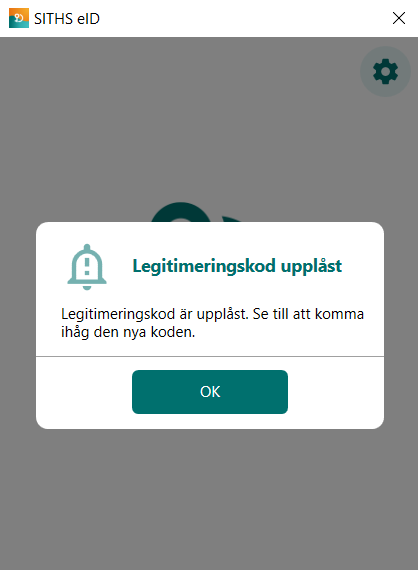 SITHS eID
Legitimeringskod upplåst
Legitimeringskod är upplåst. Se till att komma
ihåg den nya koden.
OK